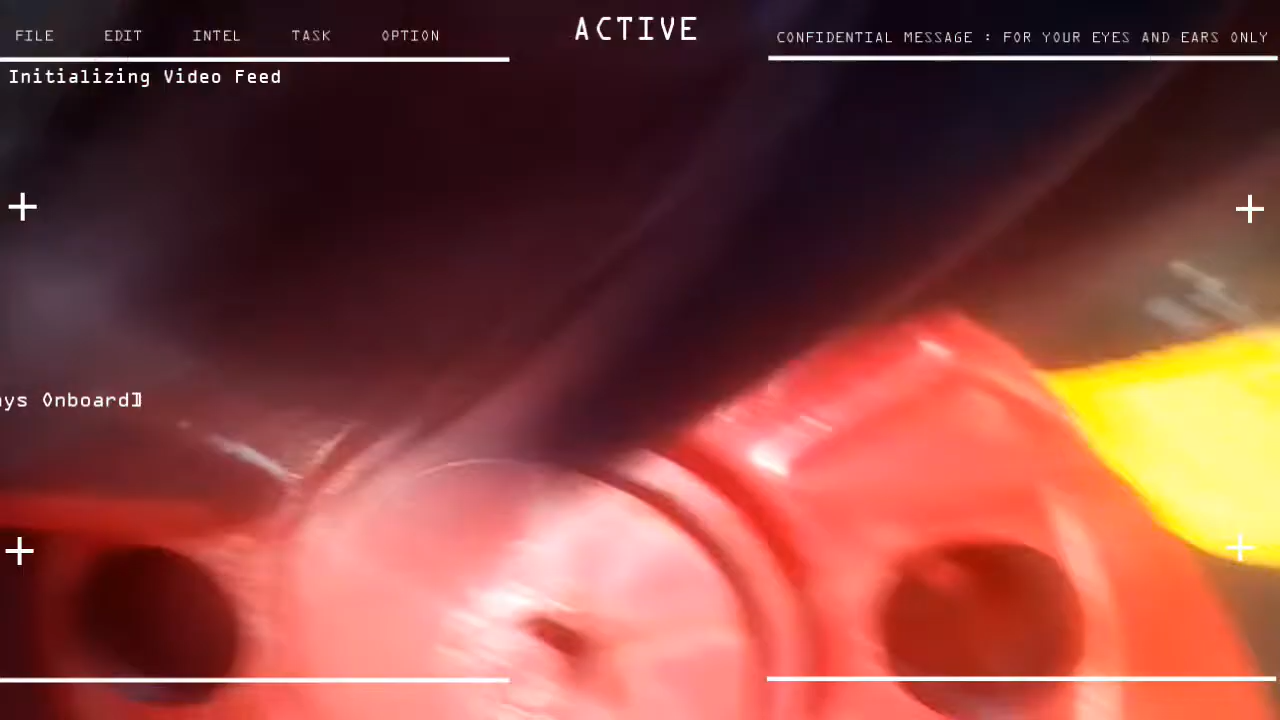 FILE EDIT INTEL TASK OPTION
ACTIVE
CONFIDENTIAL MESSAGE : FOR YOUR EYES AND EARS ONLY
Initializing Video Feed
Onboard]